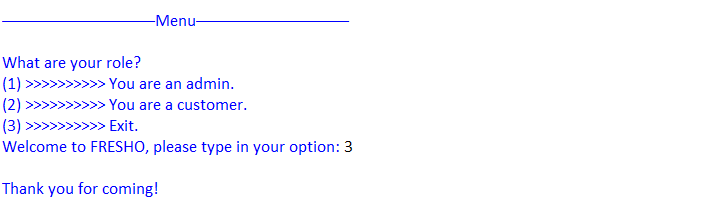 ————————————Menu————————————
What are your role?
(1) >>>>>>>>>> You are an admin.
(2) >>>>>>>>>> You are a customer.
(3) >>>>>>>>>> Exit.
Welcome to FRESHO, please type in your option: 3
Thank you for coming!